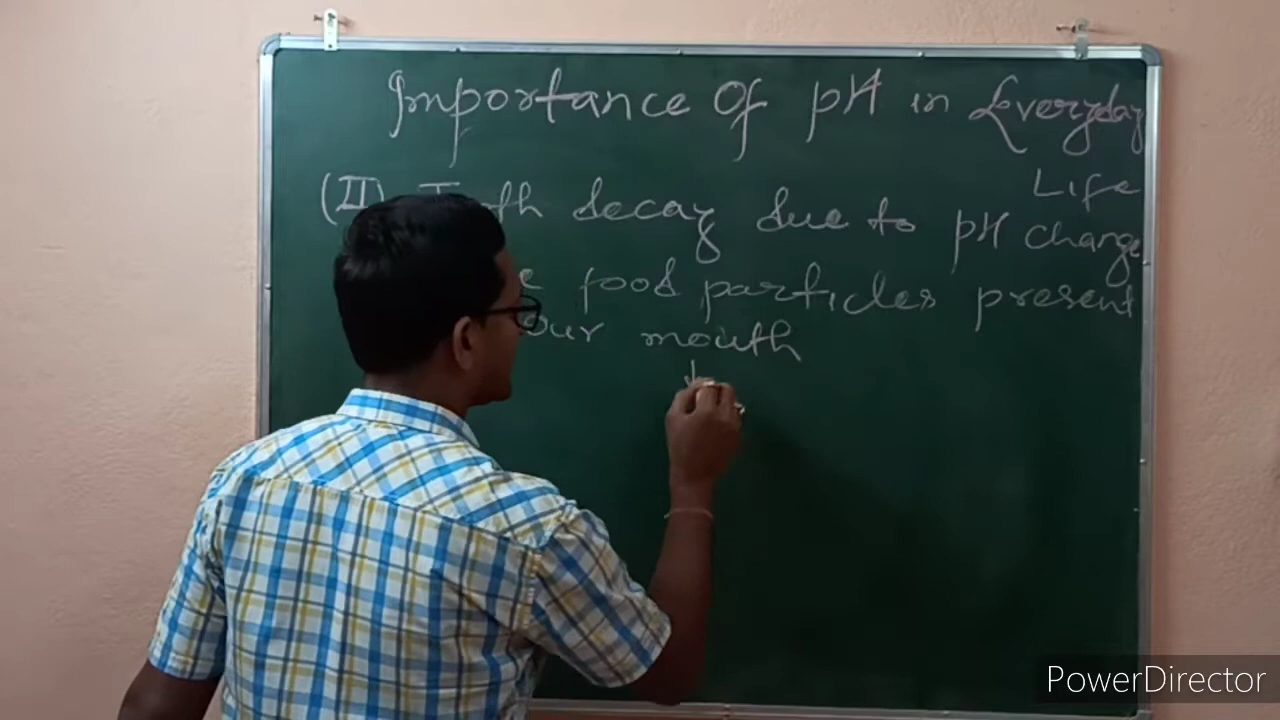 Importance Of pH in Everyday
Life
(II) Tooth decay due to pH change
food particles present
our mouth
PowerDirector